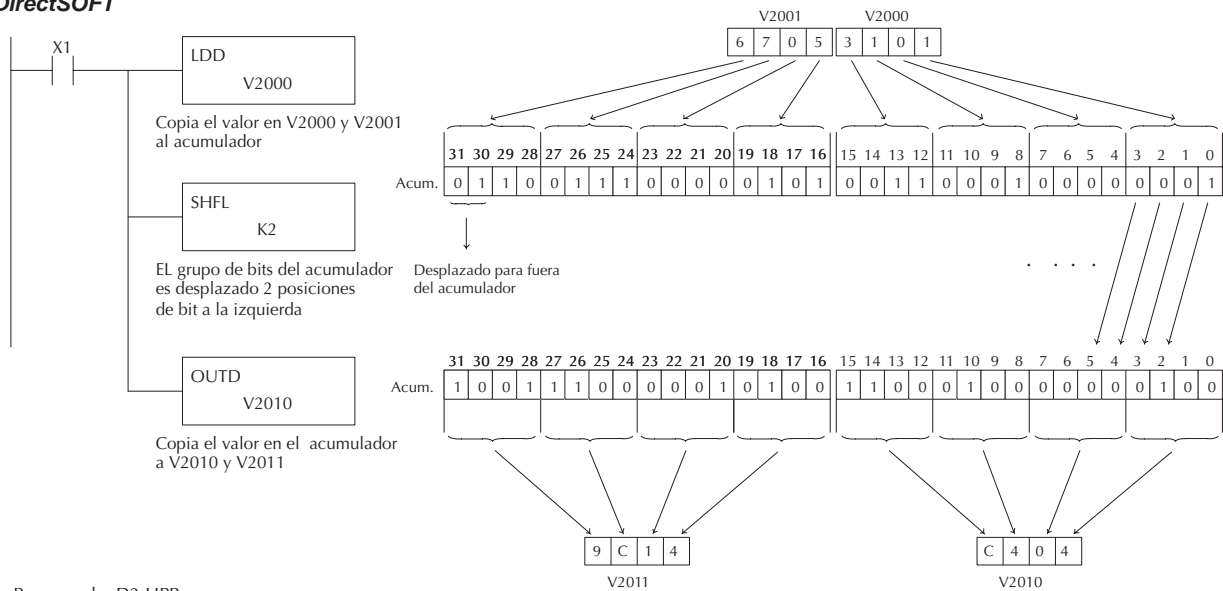 DirectSOFT
X1
LDD
V2000
Copia el valor en V2000 y V2001
al acumulador
SHFL
K2
EL grupo de bits del acumulador
es desplazado 2 posiciones
de bit a la izquierda
OUTD
V2010
Copia el valor en el acumulador
a V2010 y V2011
V2001 V2000
6 7 0 5 3 1 0 1
31 30 29 28 27 26 25 24 23 22 21 20 19 18 17 16 15 14 13 12 11 10 9 8 7 6 5 4 3 2 1 0
Acum. 0 1 1 0 0 1 1 1 0 0 0 0 0 1 0 1 0 0 1 1 0 0 0 1 0 0 0 0 0 0 0 1
Desplazado para fuera
del acumulador
. . . .
31 30 29 28 27 26 25 24 23 22 21 20 19 18 17 16 15 14 13 12 11 10 9 8 7 6 5 4 3 2 1 0
Acum. 1 0 0 1 1 1 0 0 0 0 0 1 0 1 0 0 1 1 0 0 0 1 0 0 0 0 0 0 0 1 0 0
9 C 1 4 C 4 0 4
V2011 V2010